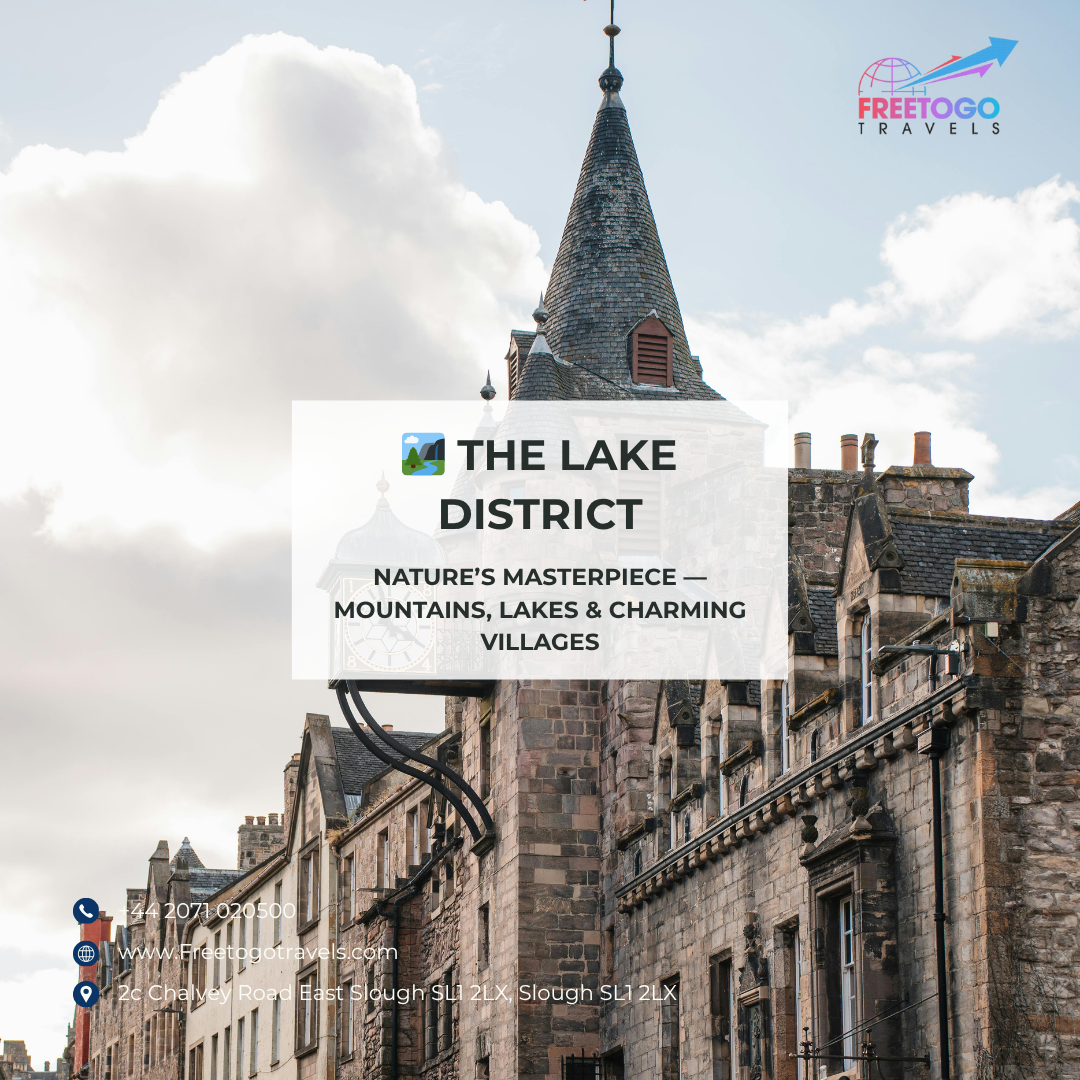 FREETOGO
TRAVELS
🏞️ THE LAKE
DISTRICT
NATURE’S MASTERPIECE —
MOUNTAINS, LAKES & CHARMING
VILLAGES
+44 2071 020500
www.Freetogotravels.com
2c Chalvey Road East Slough SL1 2LX, Slough SL1 2LX